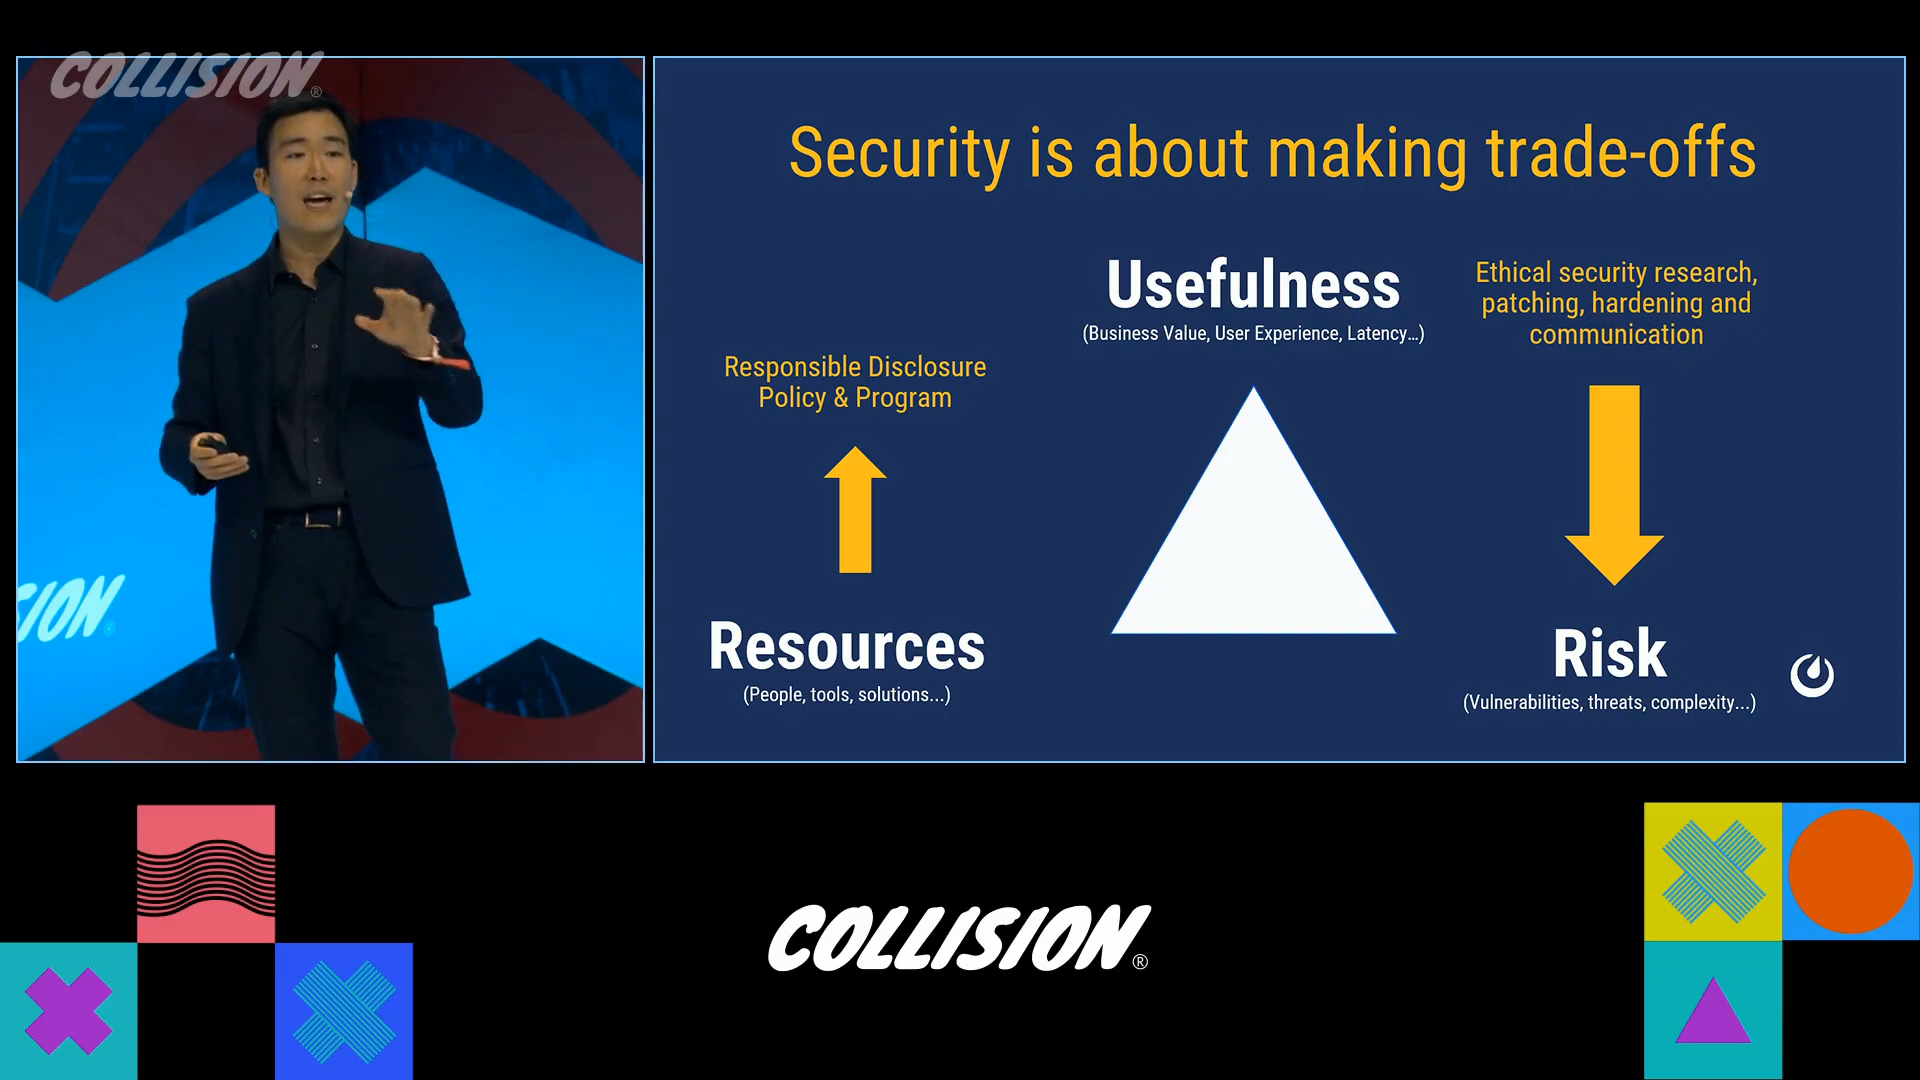 COLLISION®
SION
Security is about making trade-offs
Usefulness
(Business Value, User Experience, Latency...)
Ethical security research,
patching, hardening and
communication
Responsible Disclosure
Policy & Program
Resources
(People, tools, solutions...)
Risk
(Vulnerabilities, threats, complexity...)
COLLISION®